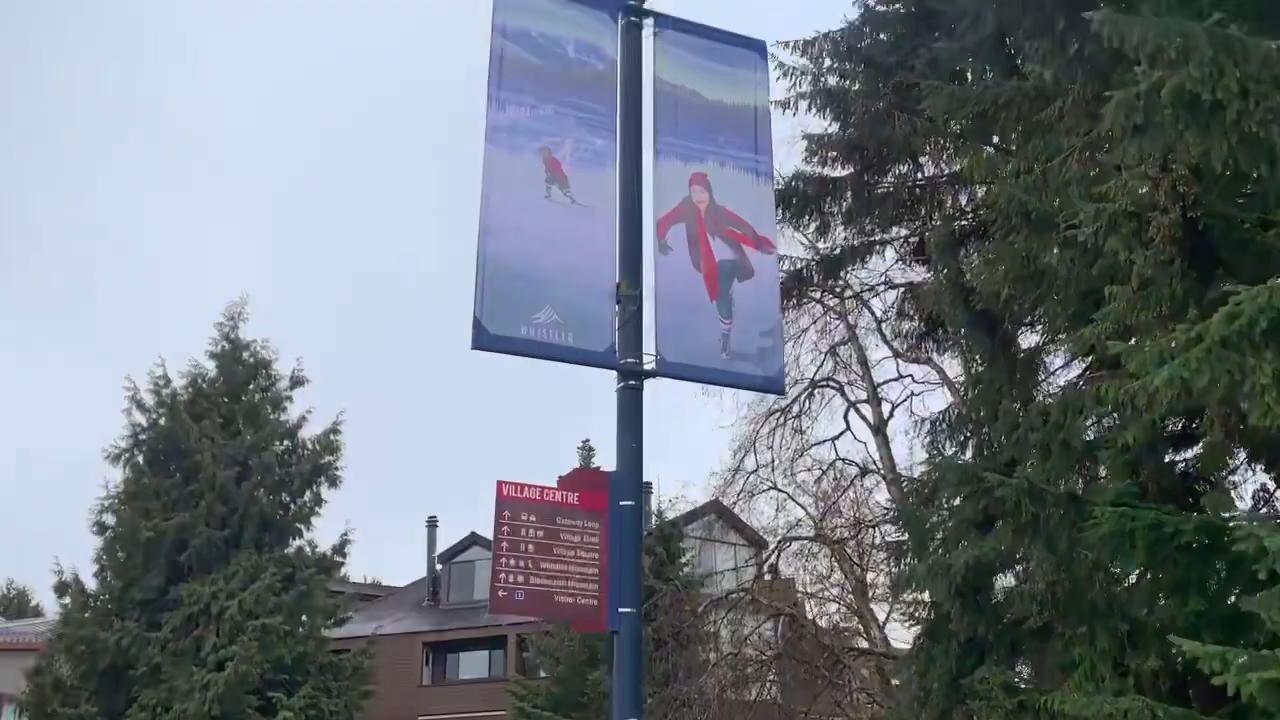 WHISTLER
VILLAGE CENTRE
Gateway Loop
Village Stroll
Village Square
Whistler Mountain
Blackcomb Mountain
Visitor Centre